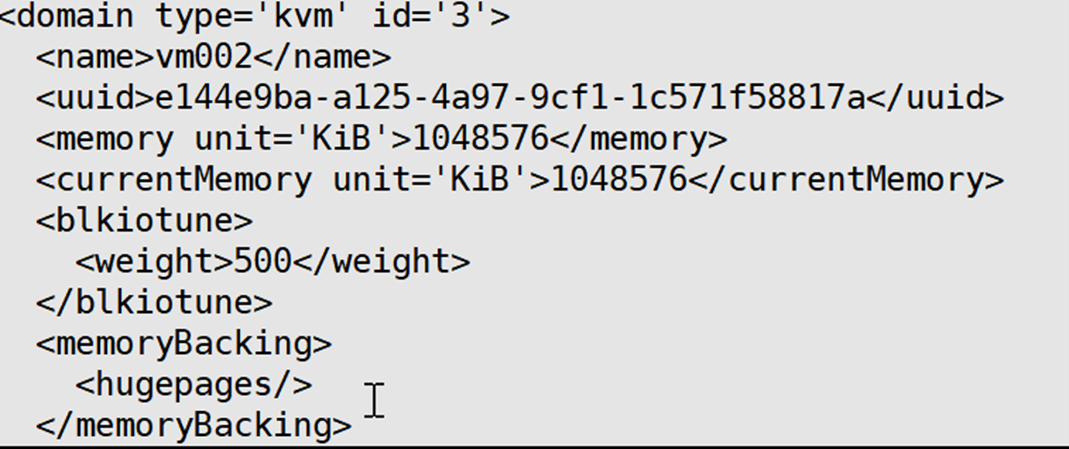 <domain type='kvm' id='3'>
<name>vm002</name>
<uuid>e144e9ba-a125-4a97-9cf1-1c571f58817a</uuid>
<memory unit='KiB'>1048576</memory>
<currentMemory unit='KiB'>1048576</currentMemory>
<blkiotune>
<weight>500</weight>
</blkiotune>
<memoryBacking>
<hugepages/>
</memoryBacking>